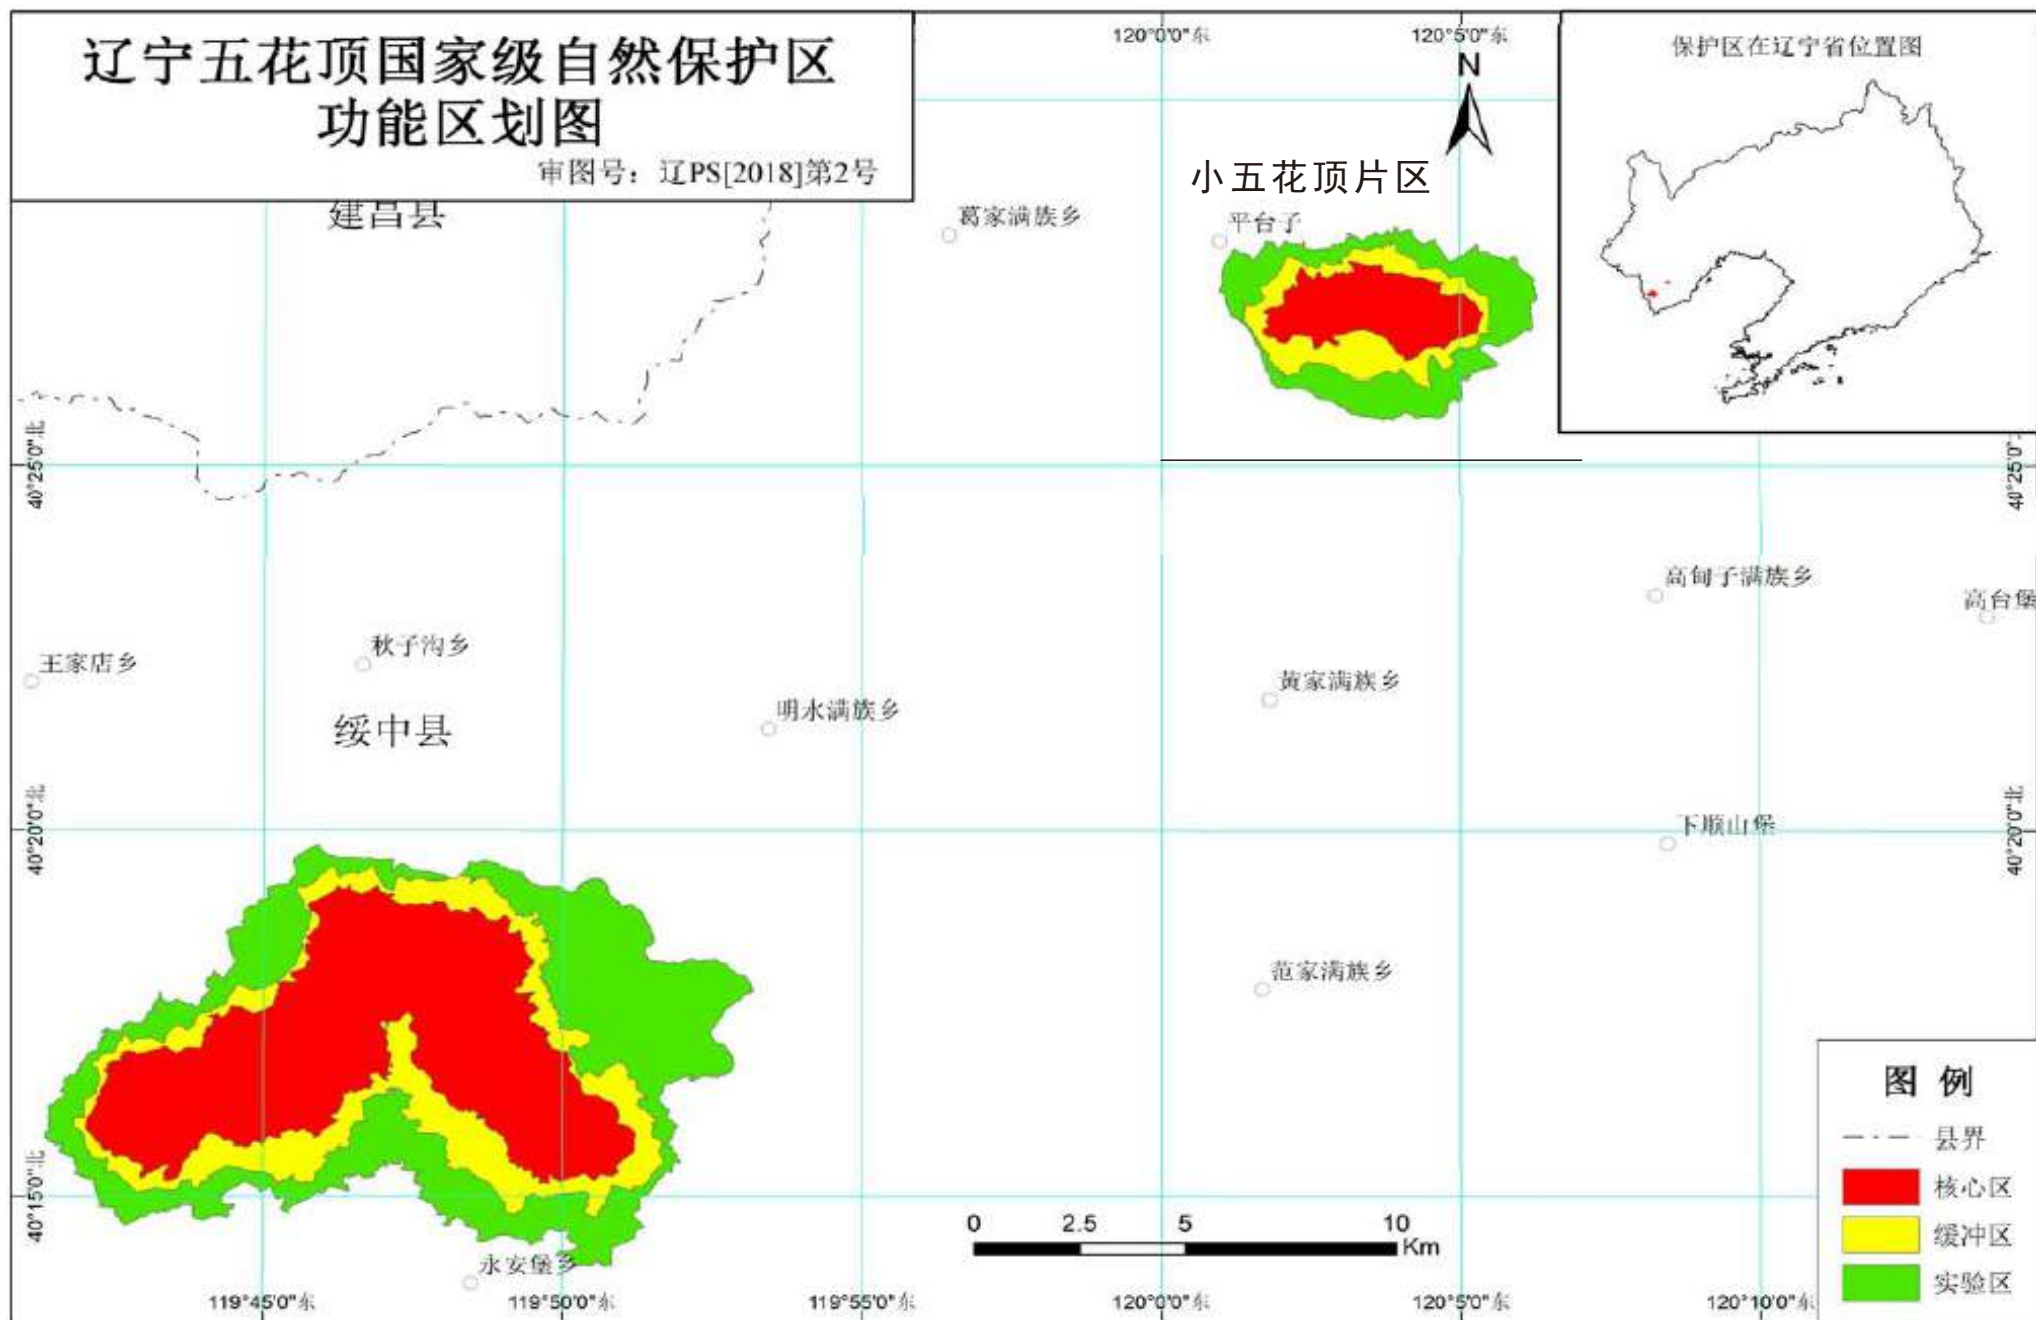 辽宁五花顶国家级自然保护区
功能区划图
审图号：辽PS[2018]第2号
120°0'0"东
120°5'0"东
N
保护区在辽宁省位置图
小五花顶片区
建昌县
葛家满族乡
平台子
40°25'0"北
40°25'0"
高甸子满族乡
高台堡
王家店乡
秋子沟乡
黄家满族乡
绥中县
明水满族乡
40°20'0"北
下顺山堡
40°20'0"北
范家满族乡
图 例
县界
核心区
缓冲区
实验区
40°15'0"北
0 2.5 5 10
Km
永安堡乡
119°45'0"东
119°50'0"东
119°55'0"东
120°0'0"东
120°5'0"东
120°10'0"东